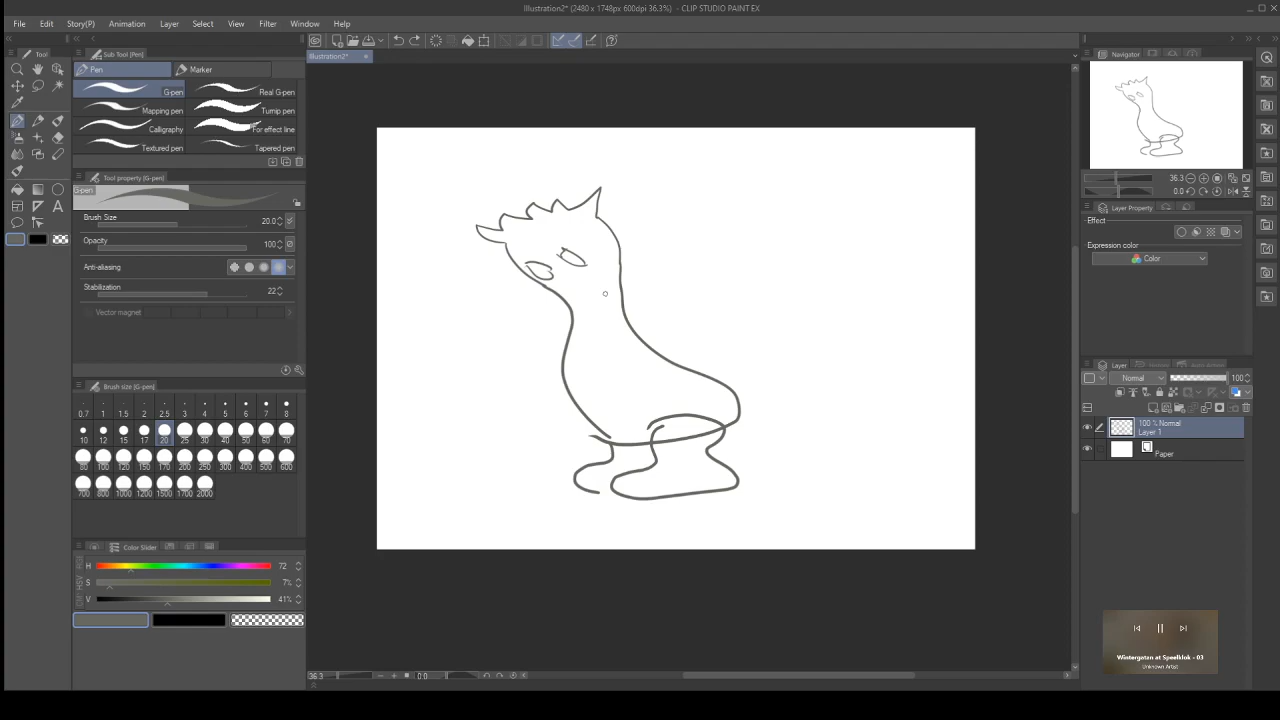 Illustration2* (2480 x 1748px 600dpi 36.3%) - CLIP STUDIO PAINT EX
File Edit Story(P) Animation Layer Select View Filter Window Help
Tool
Sub Tool [Pen]
Illustration2*
Navigator
Pen Marker
G-pen Real G-pen
Mapping pen Turnip pen
Calligraphy For effect line
Textured pen Tapered pen
Tool property [G-pen]
G-pen
Brush Size 20.0
Opacity 100
Anti-aliasing
Stabilization 22
Vector magnet
36.3
0.0
Layer Property
Effect
Expression color
Color
Brush size [G-pen]
0.7 1 1.5 2 2.5 3 4 5 6 7 8
10 12 15 17 20 25 30 40 50 60 70
80 100 120 150 170 200 250 300 400 500 600
700 800 1000 1200 1500 1700 2000
Layer
Normal 100
100 % Normal
Layer 1
Paper
Color Slider
H 72
S 7%
V 41%
36.3 0.0
Wintergatan at Speelklok - 03
Unknown Artist